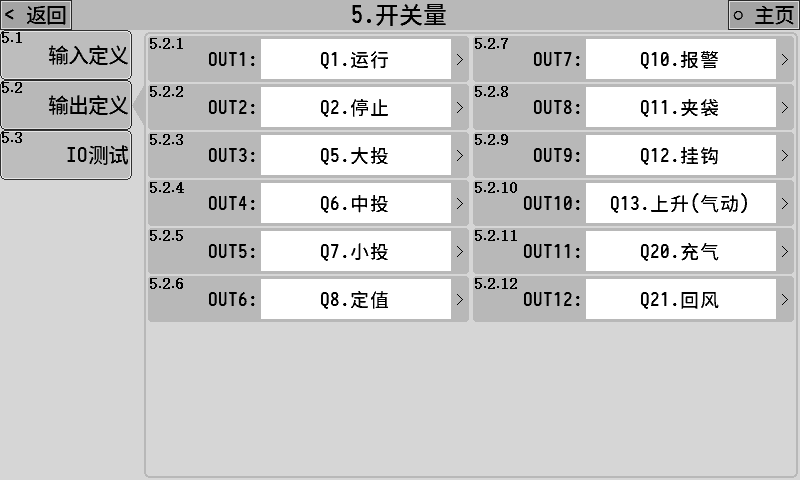 < 返回
5.开关量
○ 主页
5.1
输入定义
5.2
输出定义
5.3
IO测试
5.2.1
OUT1: Q1.运行 >
5.2.2
OUT2: Q2.停止 >
5.2.3
OUT3: Q5.大投 >
5.2.4
OUT4: Q6.中投 >
5.2.5
OUT5: Q7.小投 >
5.2.6
OUT6: Q8.定值 >
5.2.7
OUT7: Q10.报警 >
5.2.8
OUT8: Q11.夹袋 >
5.2.9
OUT9: Q12.挂钩 >
5.2.10
OUT10: Q13.上升(气动) >
5.2.11
OUT11: Q20.充气 >
5.2.12
OUT12: Q21.回风 >